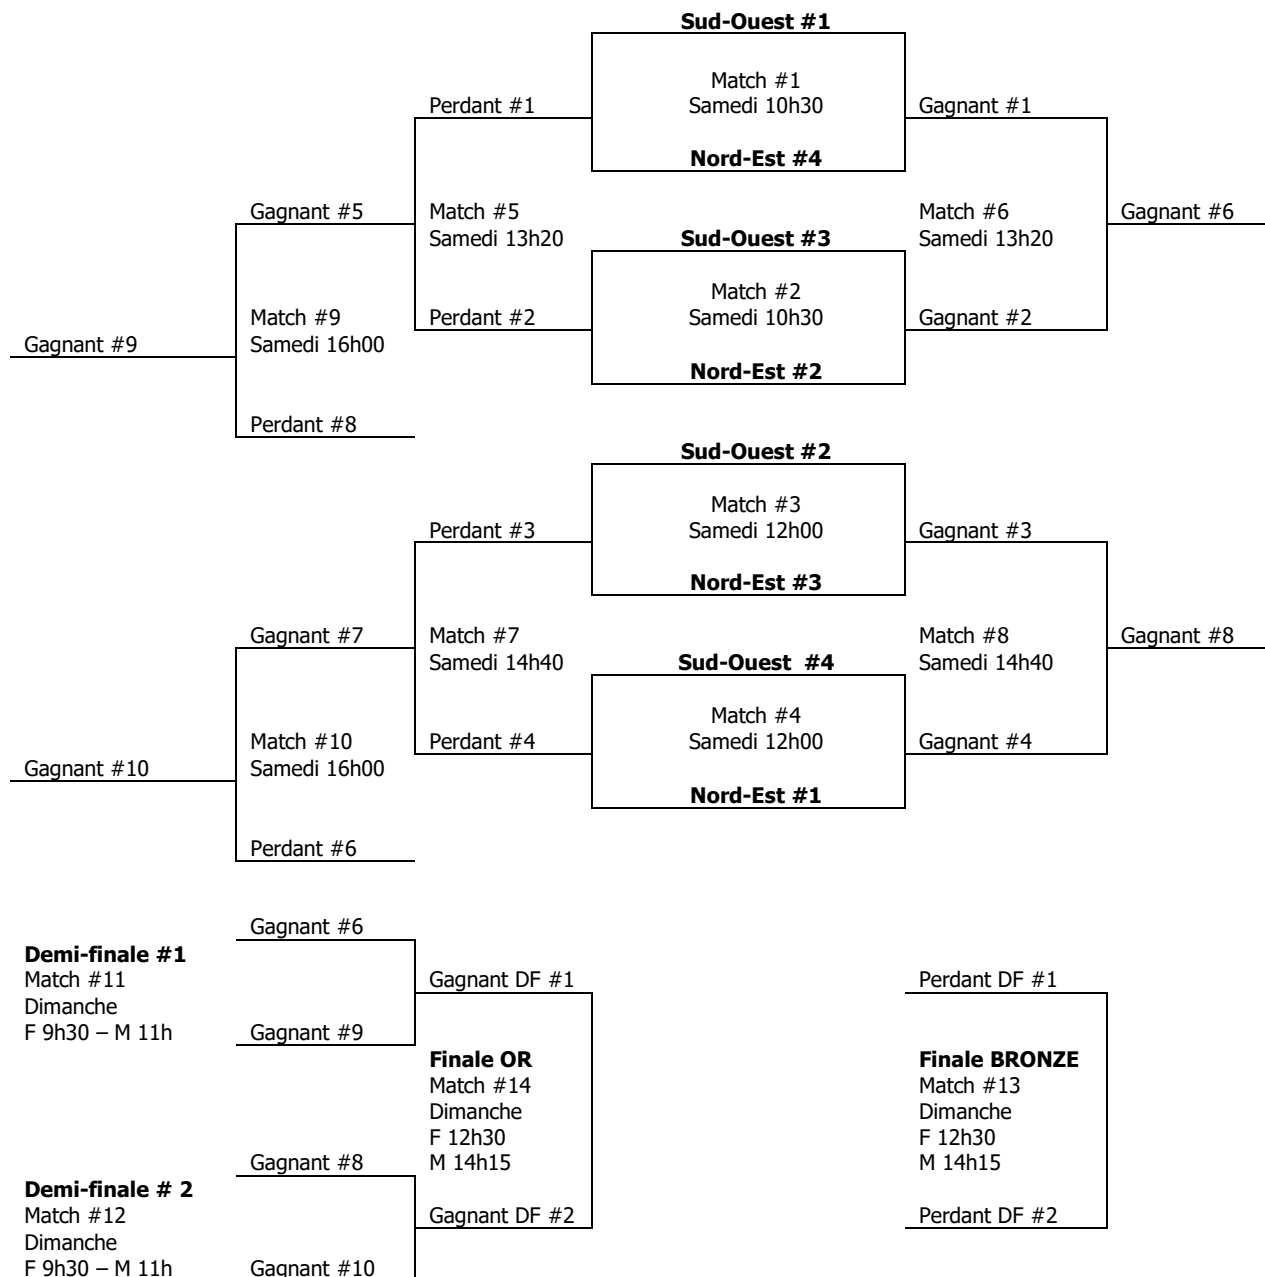 Sud-Ouest #1
Match #1
Perdant #1
Samedi 10h30
Gagnant #1
Nord-Est #4
Gagnant #5
Match #5
Match #6
Gagnant #6
Samedi 13h20
Sud-Ouest #3
Samedi 13h20
Match #2
Match #9
Perdant #2
Samedi 10h30
Gagnant #2
Gagnant #9
Samedi 16h00
Nord-Est #2
Perdant #8
Sud-Ouest #2
Match #3
Perdant #3
Samedi 12h00
Gagnant #3
Nord-Est #3
Gagnant #7
Match #7
Match #8
Gagnant #8
Samedi 14h40
Sud-Ouest  #4
Samedi 14h40
Match #4
Match #10
Perdant #4
Samedi 12h00
Gagnant #4
Gagnant #10
Samedi 16h00
Nord-Est #1
Perdant #6
Gagnant #6
Demi-finale #1
Match #11
Dimanche
F 9h30 – M 11h
Gagnant #9
Gagnant DF #1
Perdant DF #1
Finale OR
Match #14
Dimanche
F 12h30
M 14h15
Finale BRONZE
Match #13
Dimanche
F 12h30
M 14h15
Gagnant #8
Demi-finale # 2
Match #12
Dimanche
F 9h30 – M 11h
Gagnant #10
Gagnant DF #2
Perdant DF #2